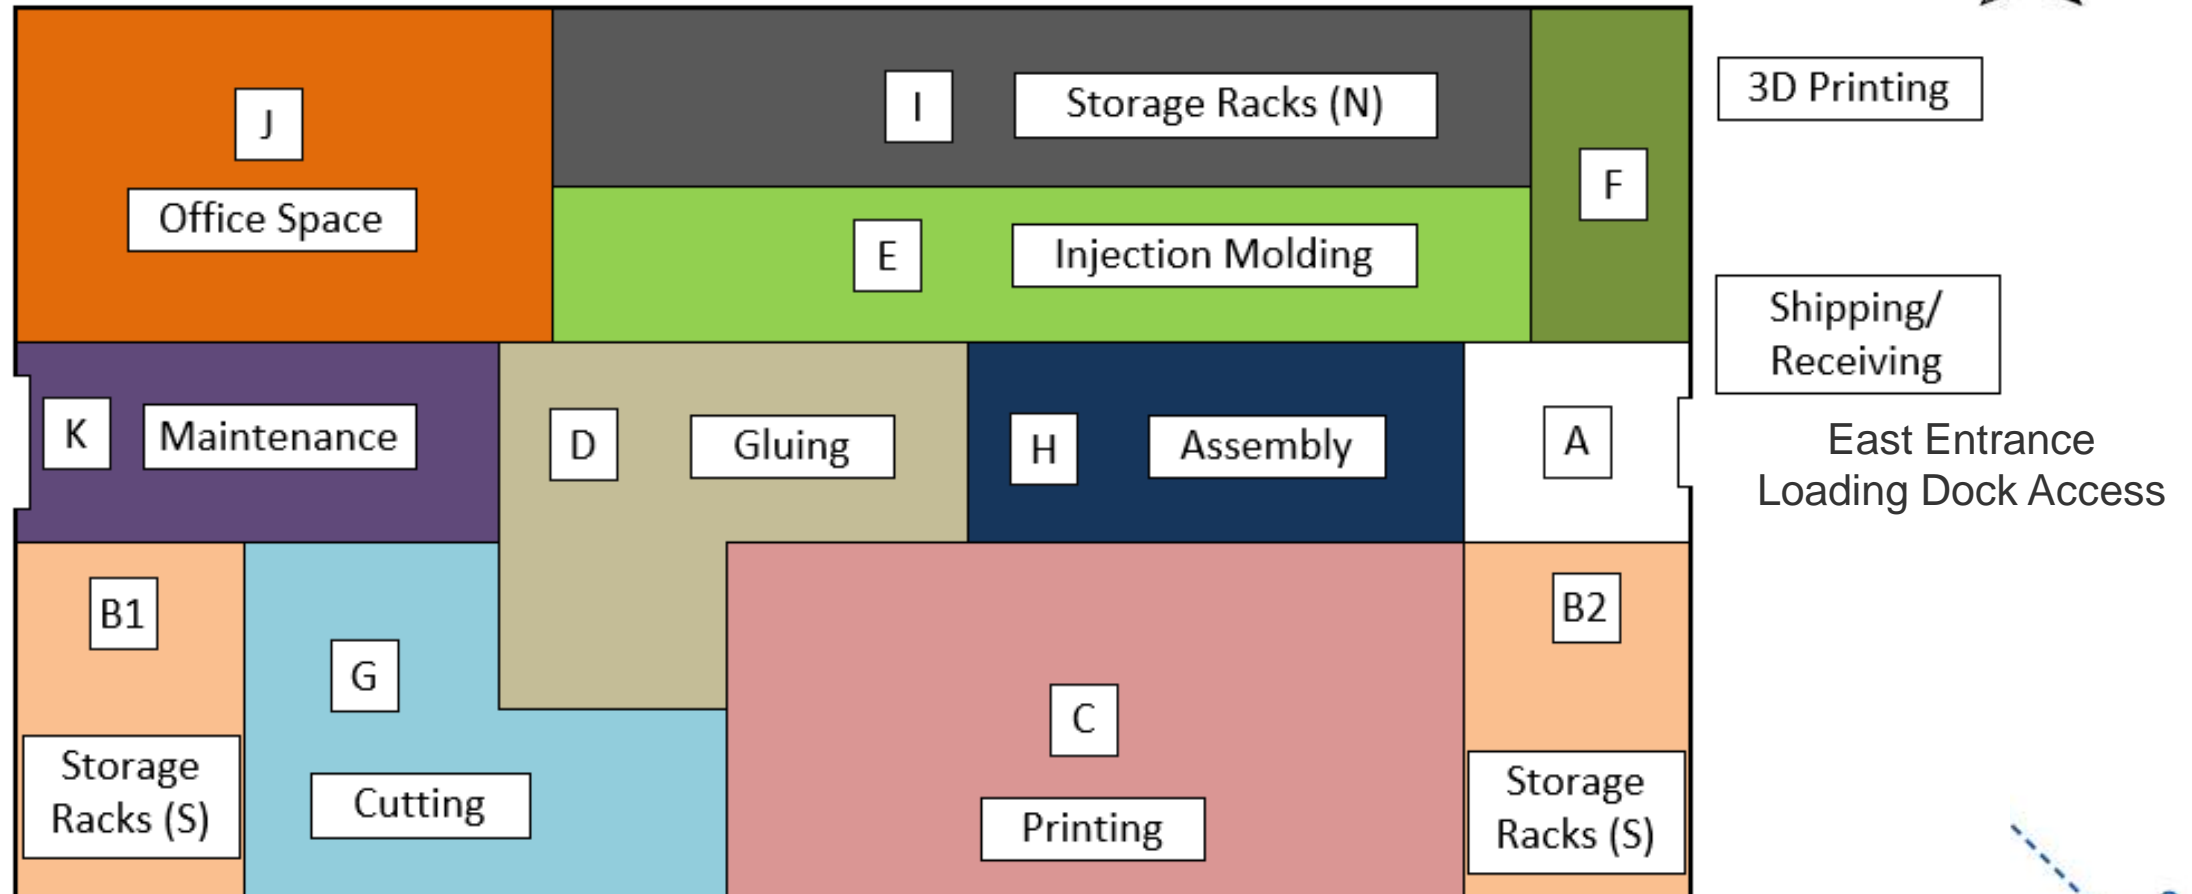 J
Office Space
I
Storage Racks (N)
E
Injection Molding
F
3D Printing
Shipping/
Receiving
K
Maintenance
D
Gluing
H
Assembly
A
East Entrance
Loading Dock Access
B1
Storage
Racks (S)
G
Cutting
C
Printing
B2
Storage
Racks (S)